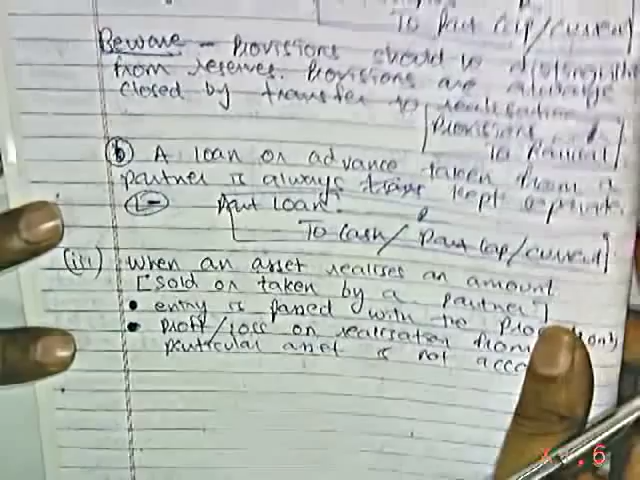 To Part Cap/current
Beware - Provisions should be distinguished
from reserves. Provisions are always
closed by transfer to realisation
Provisions
To
(b) A loan or advance taken from a
partner is always kept separate.
Part Loan
To Cash/ Part Cap/current]
(iii) When an asset realises an amount
[sold or taken by a partner]
• entry is passed with the
• Profit/loss on realisation from
particular asset is not